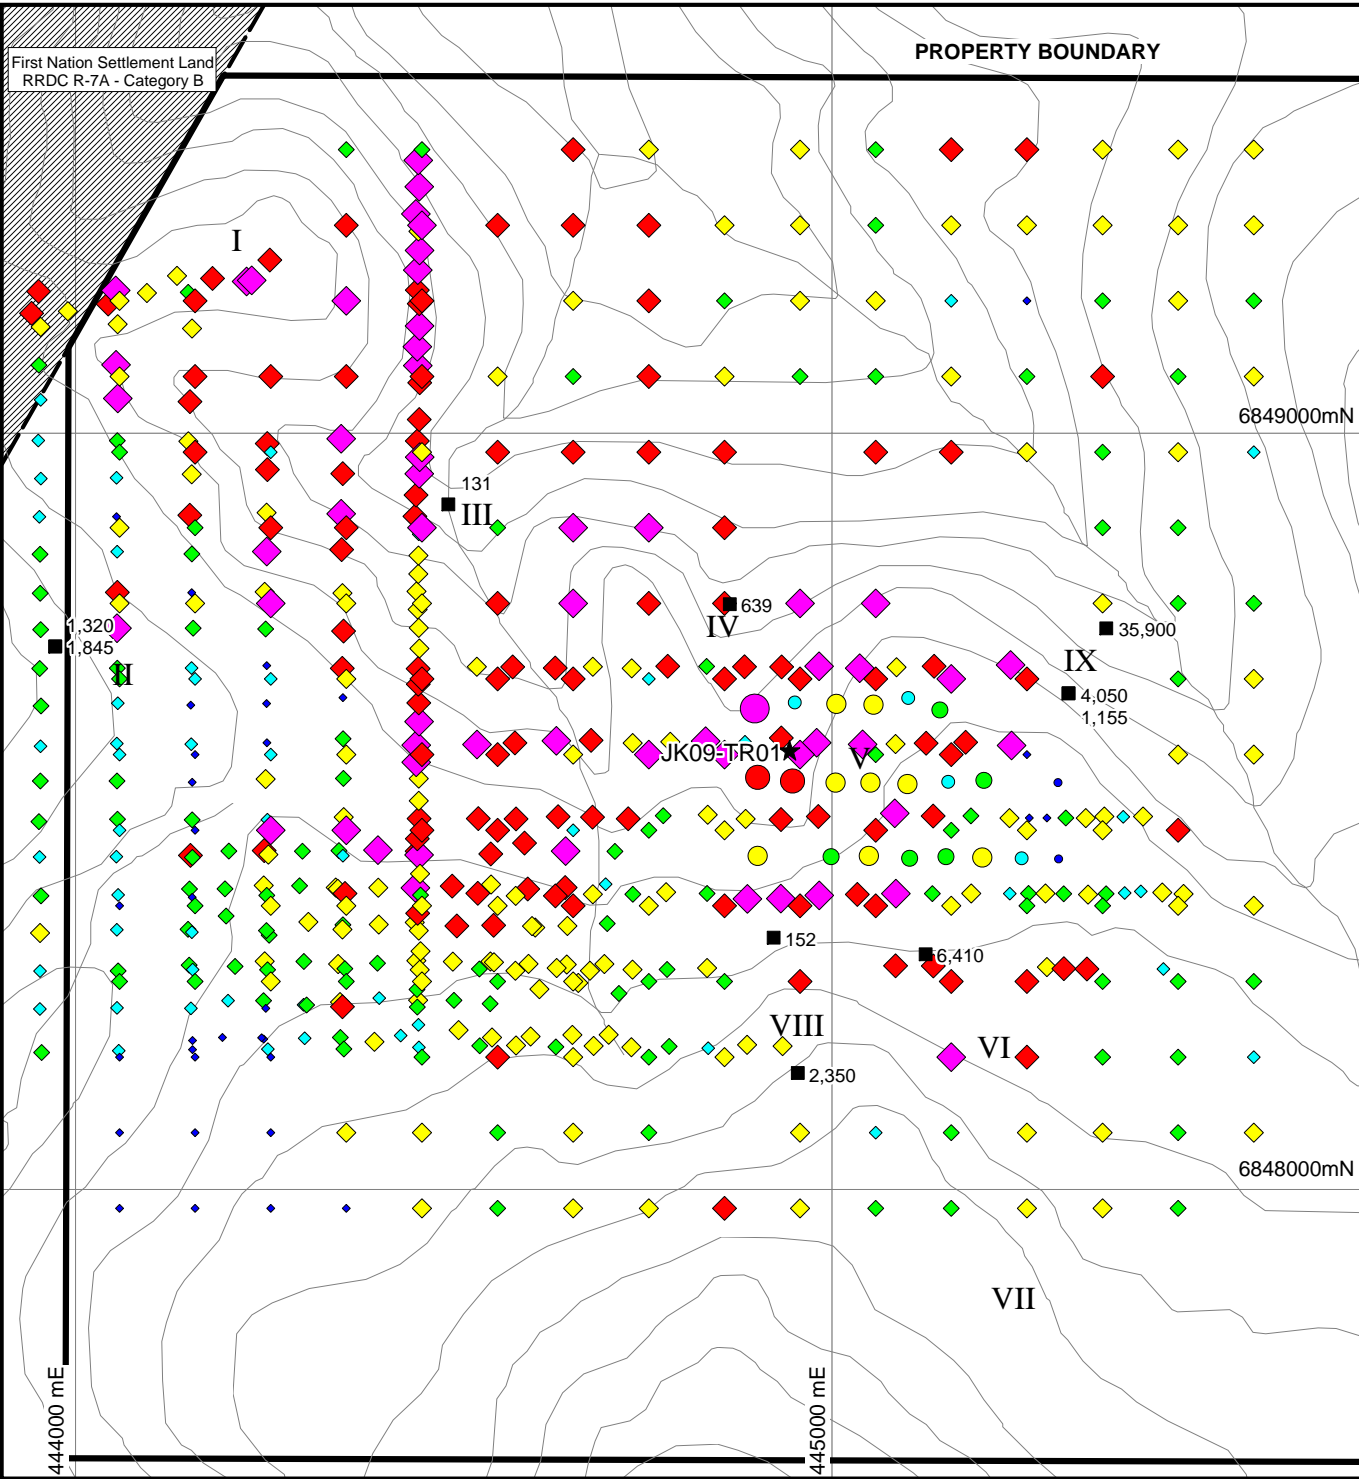 PROPERTY BOUNDARY
First Nation Settlement Land
RRDC R-7A - Category B
I
6849000mN
131
III
639
IV
1,320
1,845
35,900
IX
II
4,050
1,155
JK09-TR01
V
152
6,410
VIII
VI
2,350
6848000mN
VII
444000 mE
445000 mE